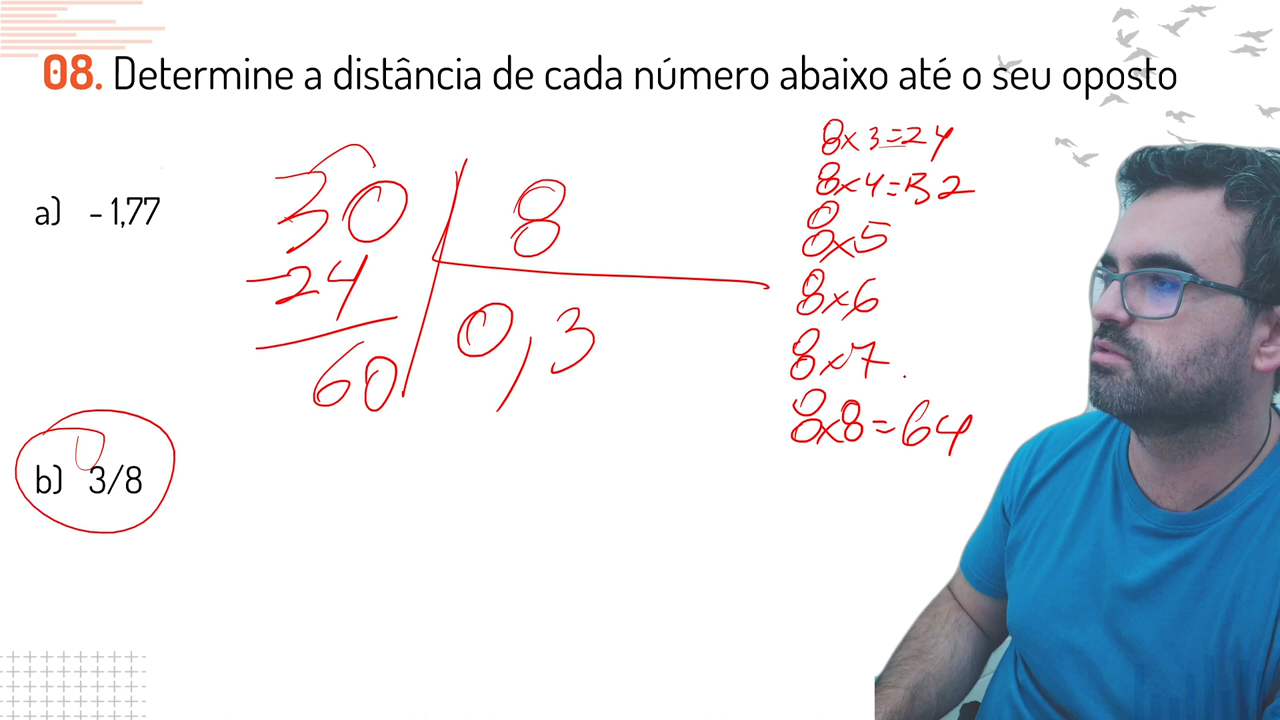 08. Determine a distância de cada número abaixo até o seu oposto
a) - 1,77
30 8
-24
60 0,3
8x3=24
8x4=32
8x5
8x6
8x7
8x8=64
b) 3/8